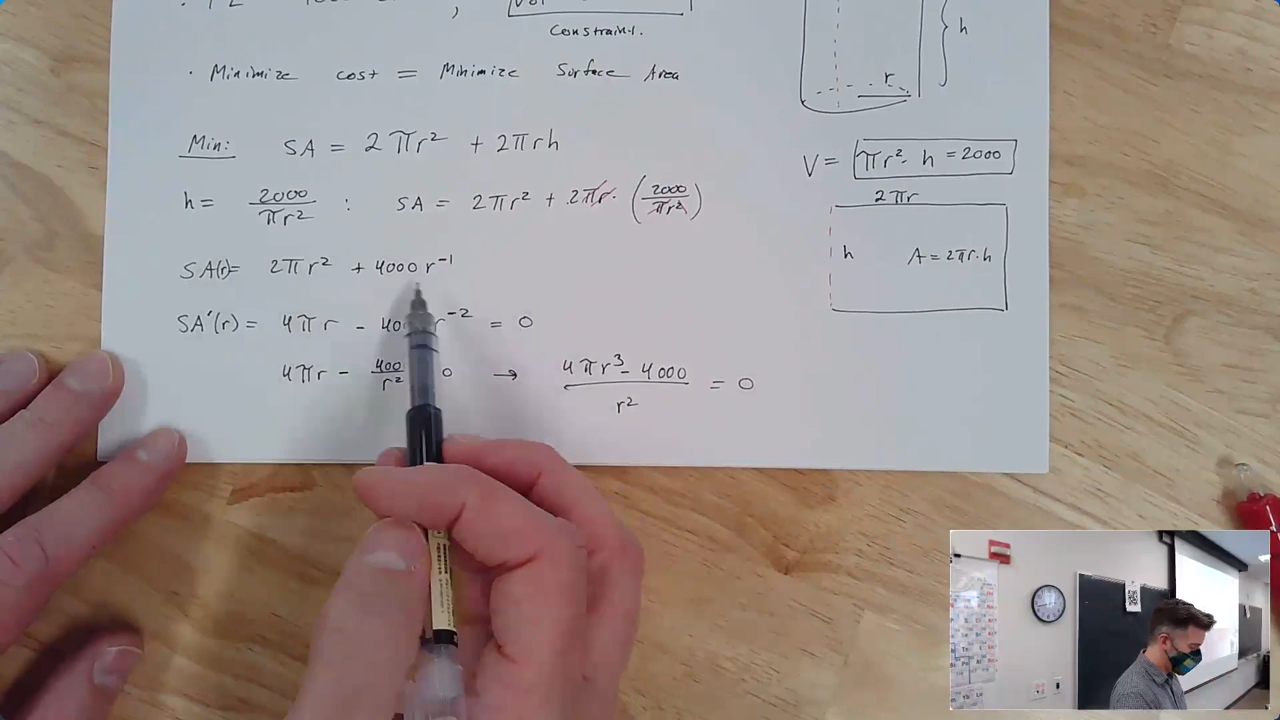 Constraint.
h
• Minimize cost = Minimize Surface Area
r
Min: SA = 2πr² + 2πrh
V = πr² · h = 2000
h = 2000/πr² : SA = 2πr² + 2πr · (2000/πr²)
2πr
h A = 2πr·h
SA(r) = 2πr² + 4000 r⁻¹
SA'(r) = 4πr - r⁻² = 0
4πr - 0 → (4πr³ - 4000)/r² = 0